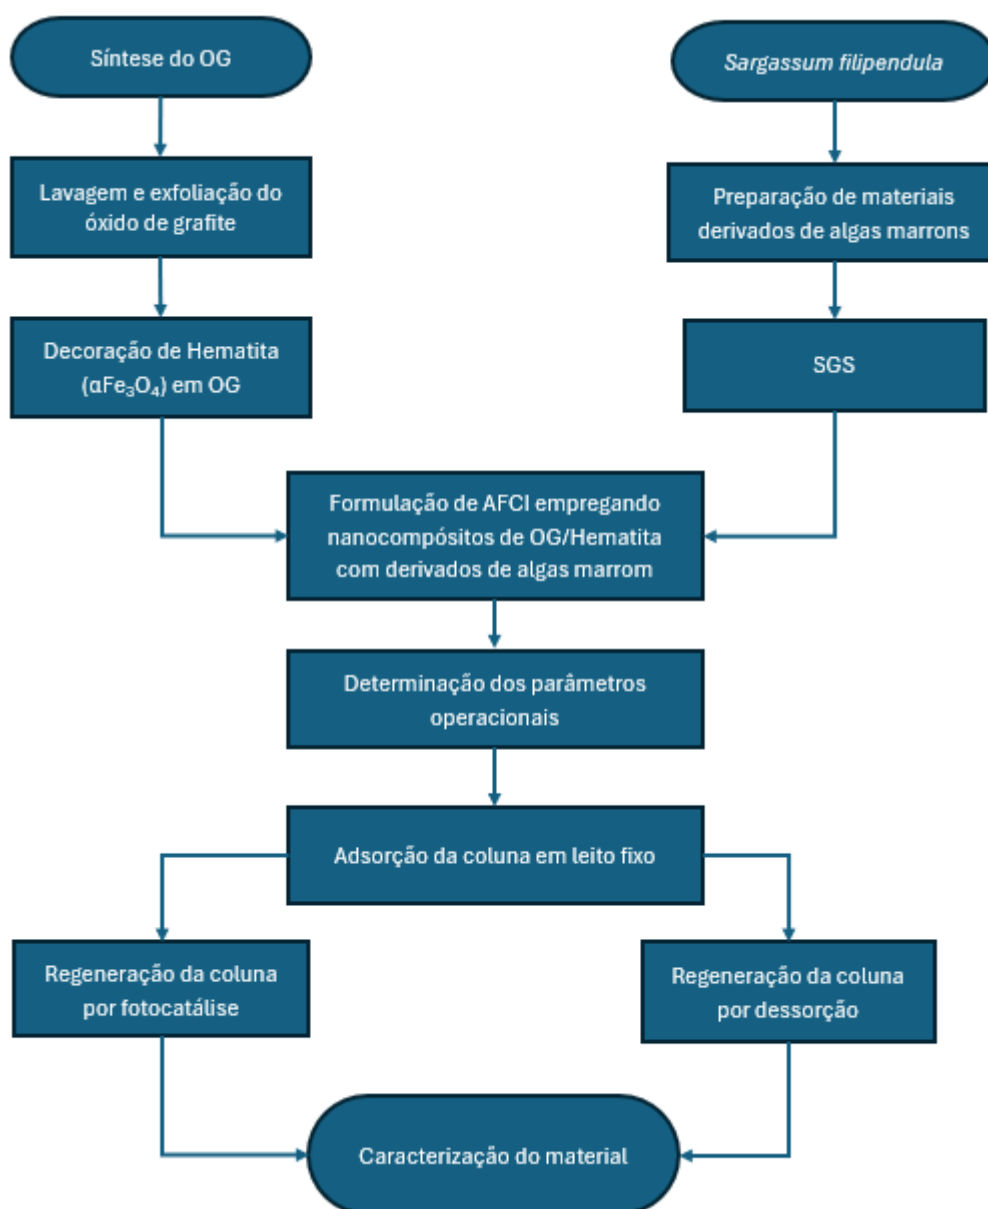 Síntese do OG
Sargassum filipendula
Lavagem e exfoliação do
óxido de grafite
Preparação de materiais
derivados de algas marrons
Decoração de Hematita
(αFe₃O₄) em OG
SGS
Formulação de AFCI empregando
nanocompósitos de OG/Hematita
com derivados de algas marrom
Determinação dos parâmetros
operacionais
Adsorção da coluna em leito fixo
Regeneração da coluna
por fotocatálise
Regeneração da coluna
por dessorção
Caracterização do material